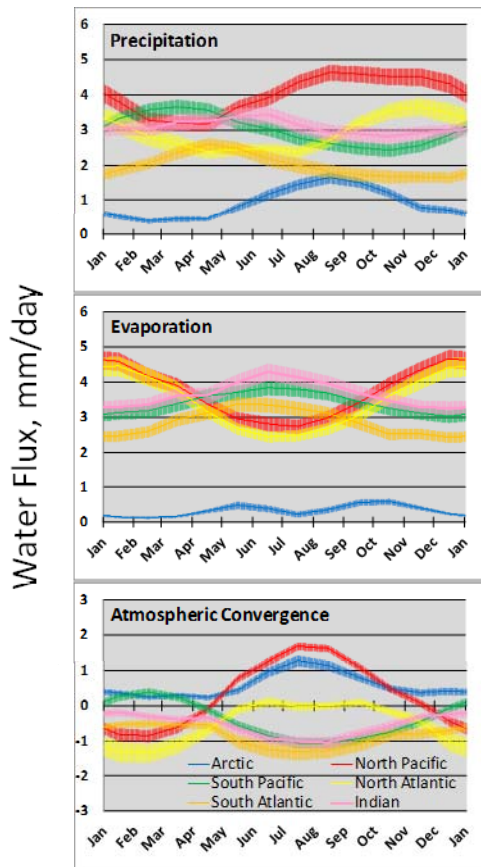 Water Flux, mm/day
Precipitation
6
5
4
3
2
1
0
Jan Feb Mar Apr May Jun Jul Aug Sep Oct Nov Dec Jan
Evaporation
6
5
4
3
2
1
0
Jan Feb Mar Apr May Jun Jul Aug Sep Oct Nov Dec Jan
Atmospheric Convergence
3
2
1
0
-1
-2
-3
Arctic North Pacific
South Pacific North Atlantic
South Atlantic Indian
Jan Feb Mar Apr May Jun Jul Aug Sep Oct Nov Dec Jan